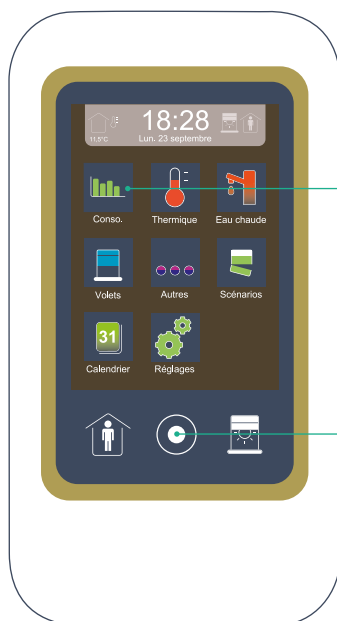 18:28
11,5°C
Lun. 23 septembre
Conso.
Thermique
Eau chaude
Volets
Autres
Scénarios
31
Calendrier
Réglages